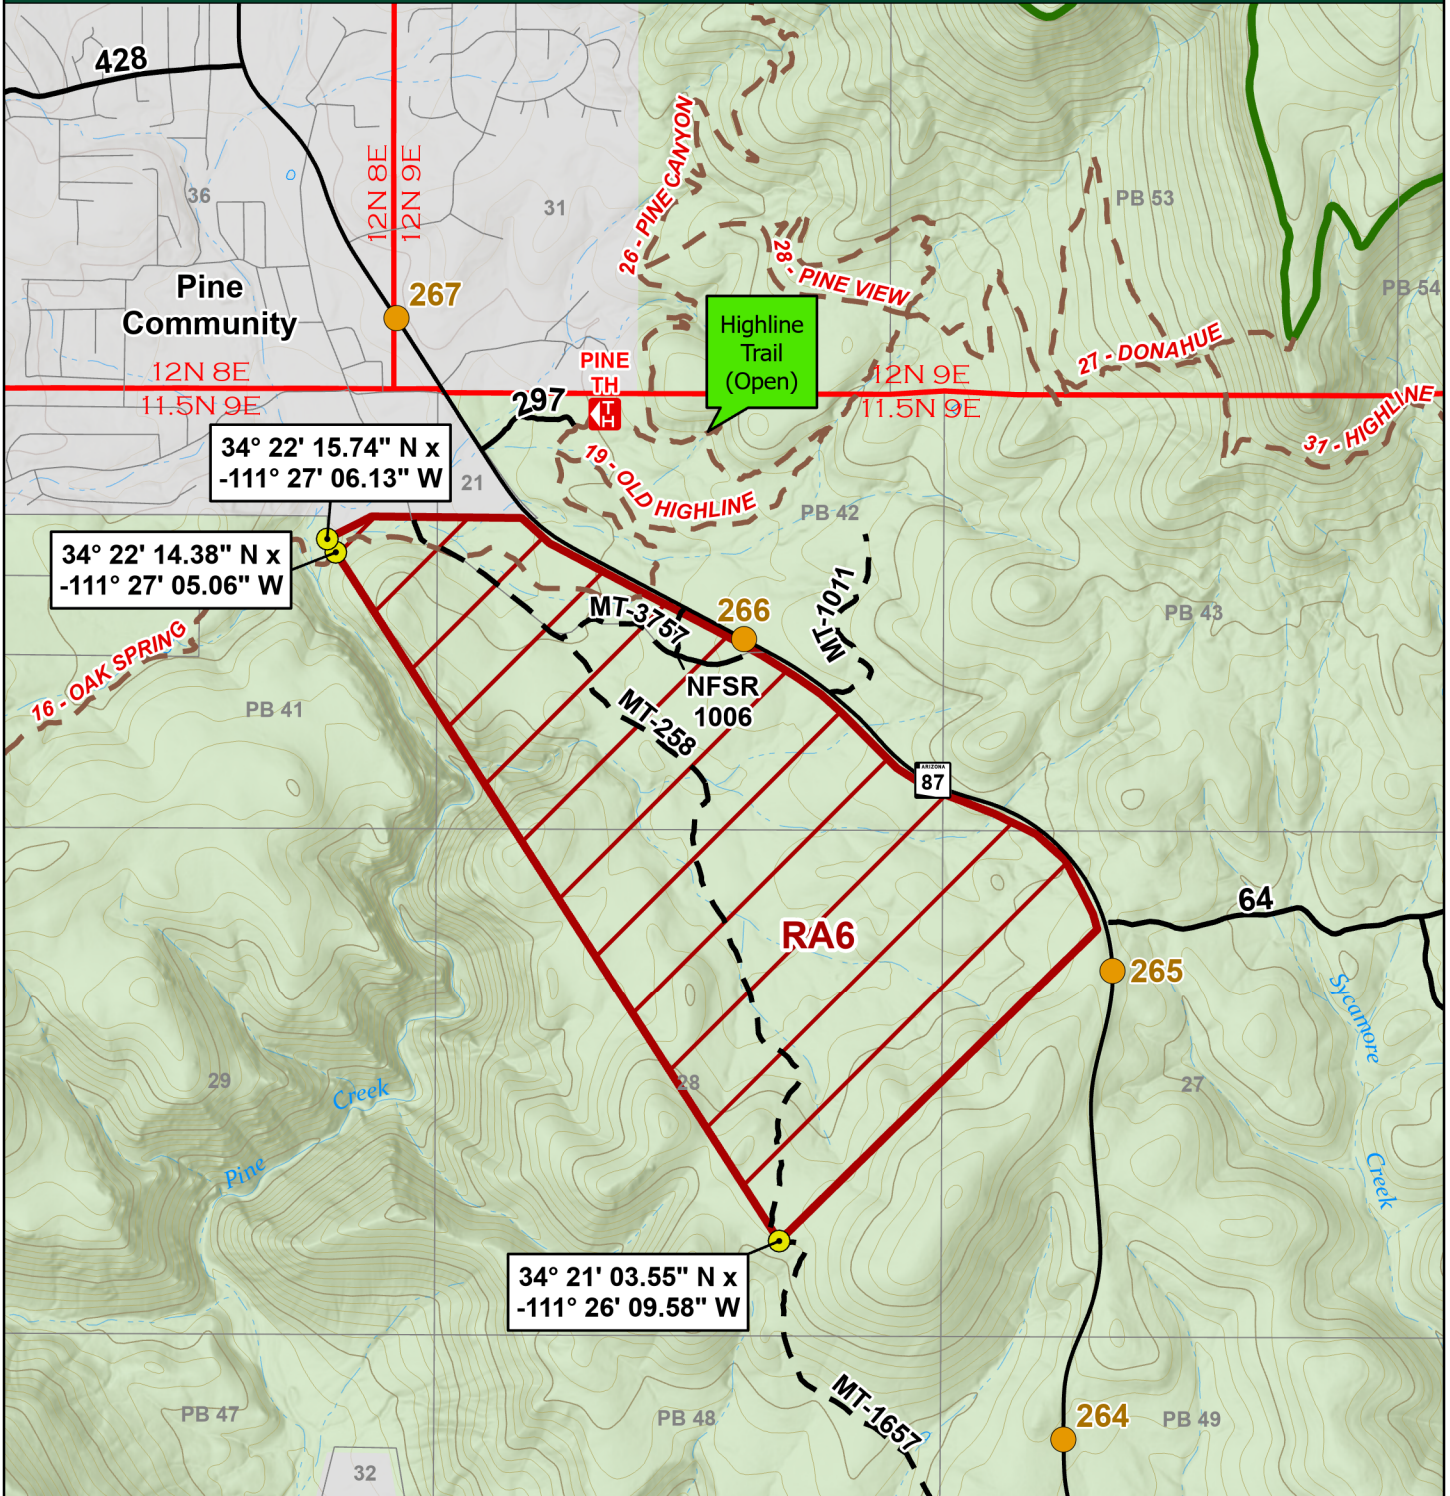 428
36
12N 8E
12N 9E
31
26 - PINE CANYON
PB 53
28 - PINE VIEW
PB 54
267
Pine
Community
Highline
Trail
(Open)
27 - DONAHUE
12N 8E
11.5N 9E
PINE
TH
T
H
297
12N 9E
11.5N 9E
31 - HIGHLINE
34° 22' 15.74" N x
-111° 27' 06.13" W
21
19 - OLD HIGHLINE
PB 42
34° 22' 14.38" N x
-111° 27' 05.06" W
MT-1011
MT-3757
266
PB 43
16 - OAK SPRING
PB 41
NFSR
1006
MT-258
ARIZONA
87
64
RA6
265
Sycamore
Creek
29
28
27
Creek
Pine
34° 21' 03.55" N x
-111° 26' 09.58" W
MT-1657
PB 47
PB 48
264
PB 49
32